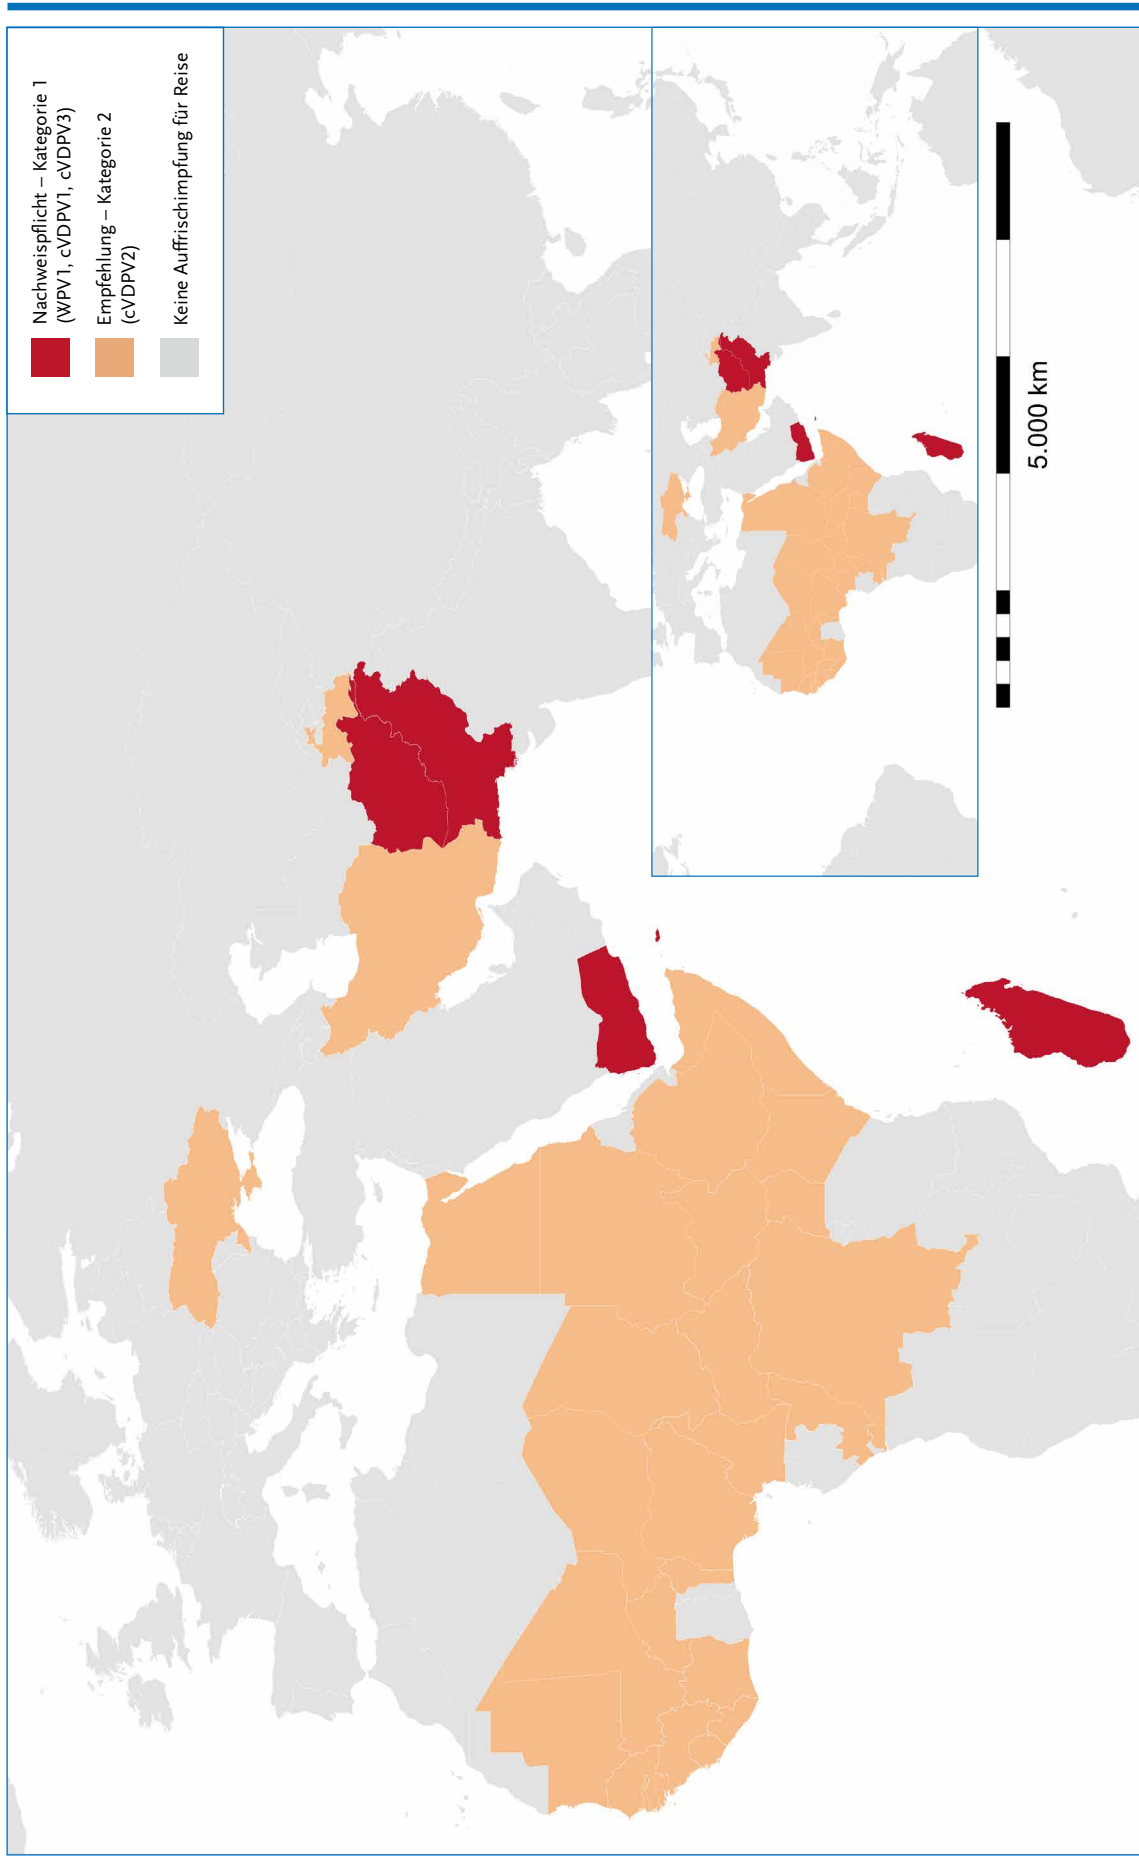 Nachweispflicht – Kategorie 1
(WPV1, cVDPV1, cVDPV3)
Empfehlung – Kategorie 2
(cVDPV2)
Keine Auffrischimpfung für Reise
5.000 km